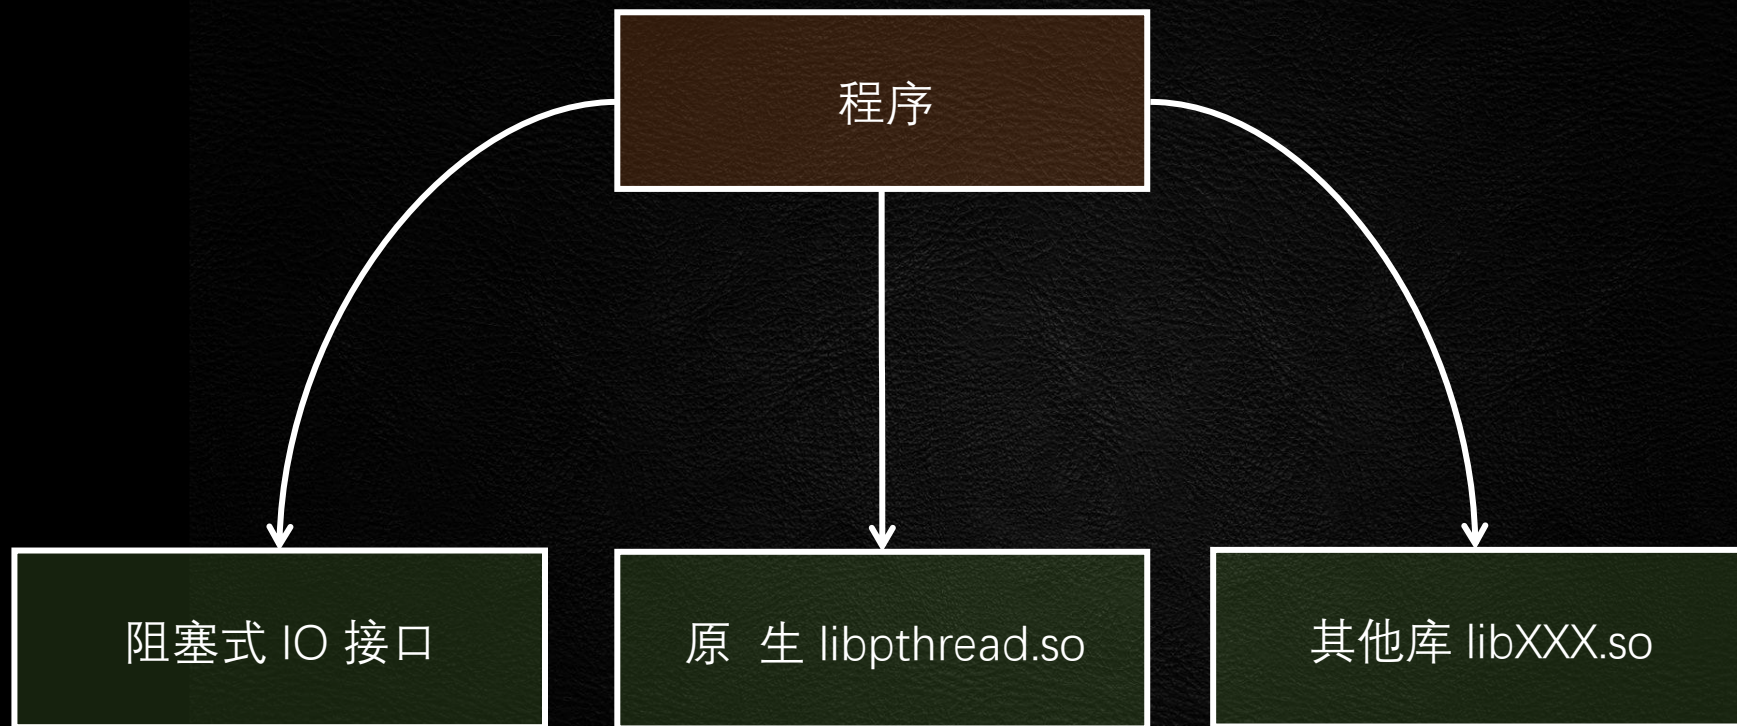 程序
阻塞式 IO 接口
原 生 libpthread.so
其他库 libXXX.so